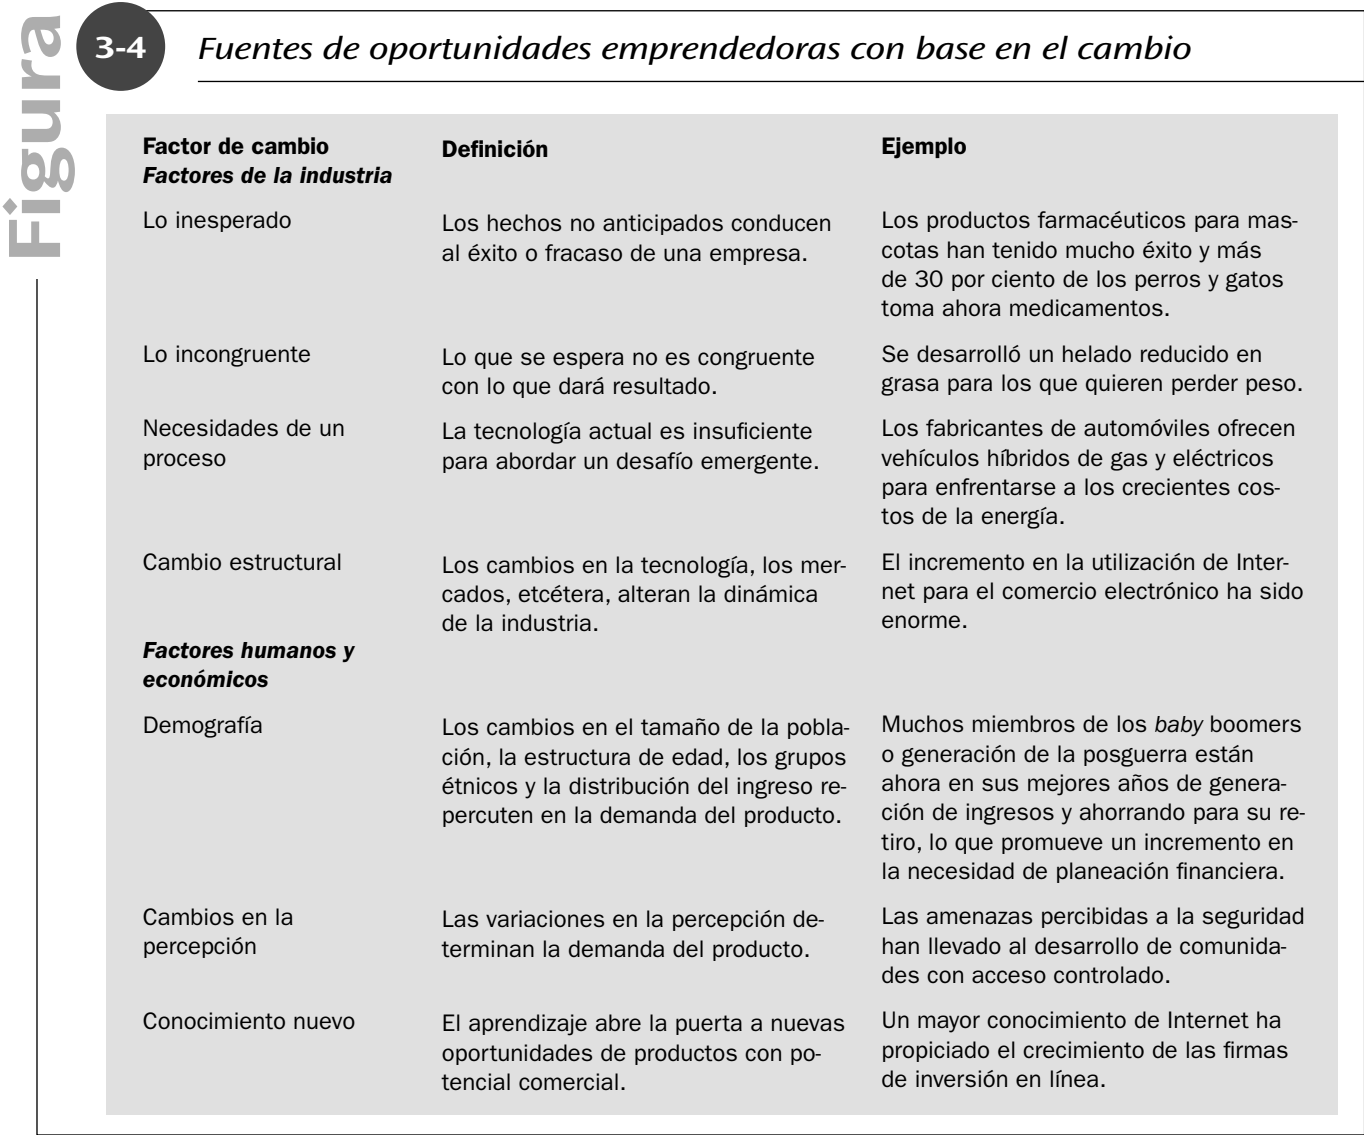 Figura
3-4
Fuentes de oportunidades emprendedoras con base en el cambio
Factor de cambio
Definición
Ejemplo
Factores de la industria
Lo inesperado
Los hechos no anticipados conducen
al éxito o fracaso de una empresa.
Los productos farmacéuticos para mas-
cotas han tenido mucho éxito y más
de 30 por ciento de los perros y gatos
toma ahora medicamentos.
Lo incongruente
Lo que se espera no es congruente
con lo que dará resultado.
Se desarrolló un helado reducido en
grasa para los que quieren perder peso.
Necesidades de un
proceso
La tecnología actual es insuficiente
para abordar un desafío emergente.
Los fabricantes de automóviles ofrecen
vehículos híbridos de gas y eléctricos
para enfrentarse a los crecientes cos-
tos de la energía.
Cambio estructural
Los cambios en la tecnología, los mer-
cados, etcétera, alteran la dinámica
de la industria.
El incremento en la utilización de Inter-
net para el comercio electrónico ha sido
enorme.
Factores humanos y
económicos
Demografía
Los cambios en el tamaño de la pobla-
ción, la estructura de edad, los grupos
étnicos y la distribución del ingreso re-
percuten en la demanda del producto.
Muchos miembros de los baby boomers
o generación de la posguerra están
ahora en sus mejores años de genera-
ción de ingresos y ahorrando para su re-
tiro, lo que promueve un incremento en
la necesidad de planeación financiera.
Cambios en la
percepción
Las variaciones en la percepción de-
terminan la demanda del producto.
Las amenazas percibidas a la seguridad
han llevado al desarrollo de comunida-
des con acceso controlado.
Conocimiento nuevo
El aprendizaje abre la puerta a nuevas
oportunidades de productos con po-
tencial comercial.
Un mayor conocimiento de Internet ha
propiciado el crecimiento de las firmas
de inversión en línea.